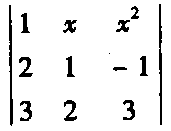 | 1 x x² |
| 2 1 -1 |
| 3 2 3 |